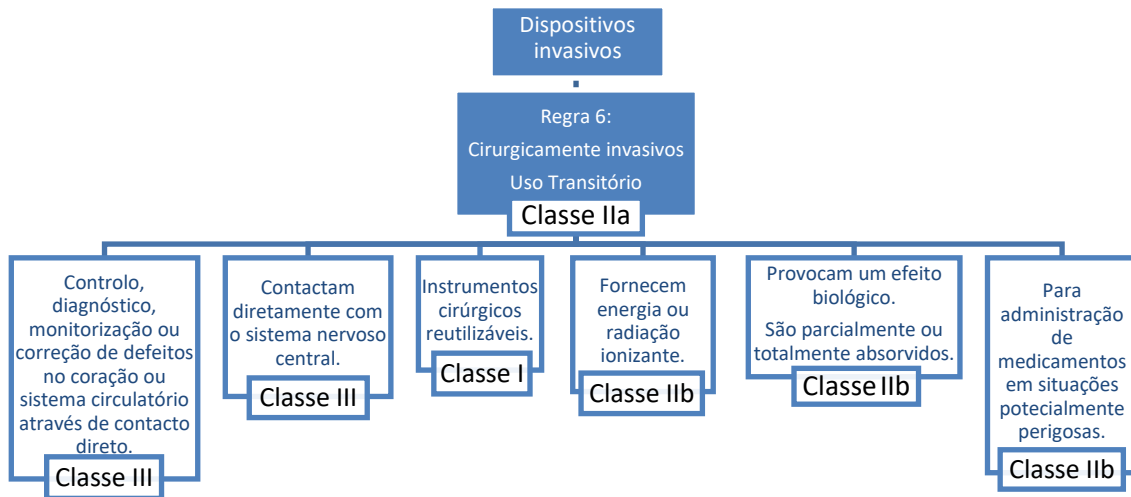 Dispositivos
invasivos
Regra 6:
Cirurgicamente invasivos
Uso Transitório
Classe IIa
Controlo,
diagnóstico,
monitorização ou
correção de defeitos
no coração ou
sistema circulatório
através de contacto
direto.
Classe III
Contactam
diretamente com
o sistema nervoso
central.
Classe III
Instrumentos
cirúrgicos
reutilizáveis.
Classe I
Fornecem
energia ou
radiação
ionizante.
Classe IIb
Provocam um efeito
biológico.
São parcialmente ou
totalmente absorvidos.
Classe IIb
Para
administração
de
medicamentos
em situações
potecialmente
perigosas.
Classe IIb